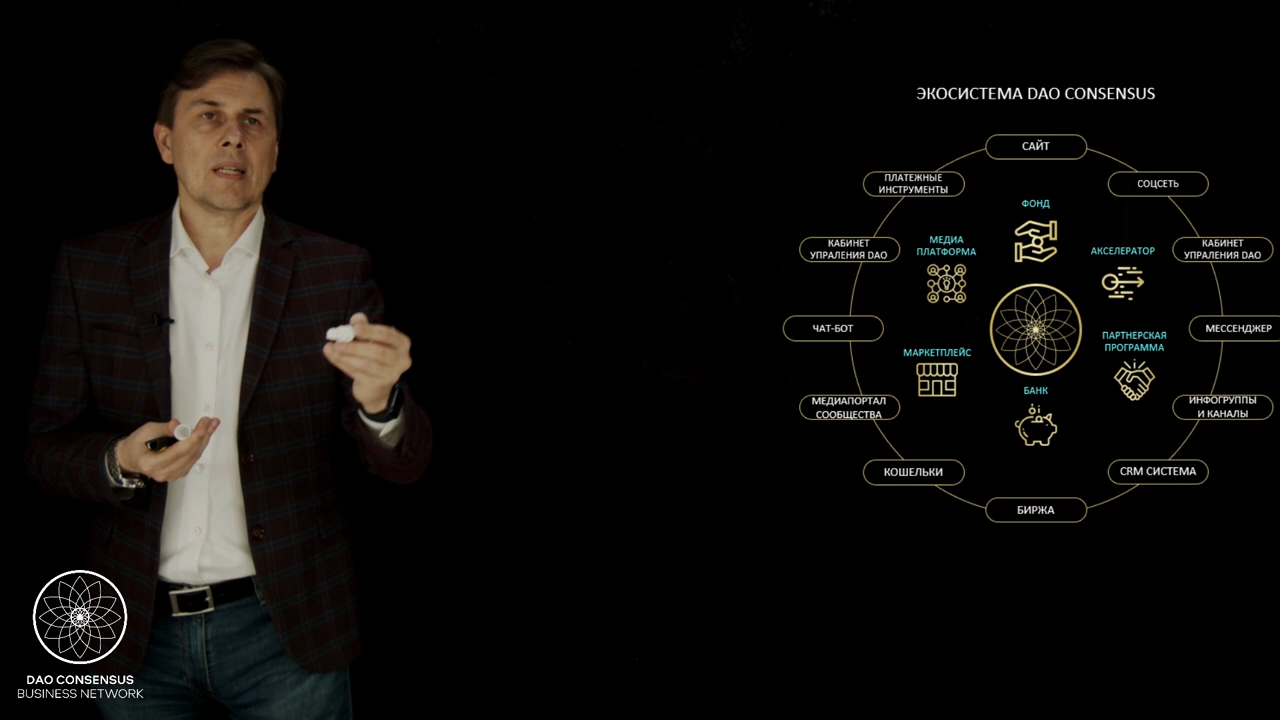 ЭКОСИСТЕМА DAO CONSENSUS
САЙТ
ПЛАТЕЖНЫЕ
ИНСТРУМЕНТЫ
СОЦСЕТЬ
ФОНД
МЕДИА
ПЛАТФОРМА
АКСЕЛЕРАТОР
КАБИНЕТ
УПРАЛЕНИЯ DAO
КАБИНЕТ
УПРАЛЕНИЯ DAO
ЧАТ-БОТ
МЕССЕНДЖЕР
МАРКЕТПЛЕЙС
ПАРТНЕРСКАЯ
ПРОГРАММА
БАНК
МЕДИАПОРТАЛ
СООБЩЕСТВА
ИНФОГРУППЫ
И КАНАЛЫ
КОШЕЛЬКИ
CRM СИСТЕМА
БИРЖА
DAO CONSENSUS
BUSINESS NETWORK